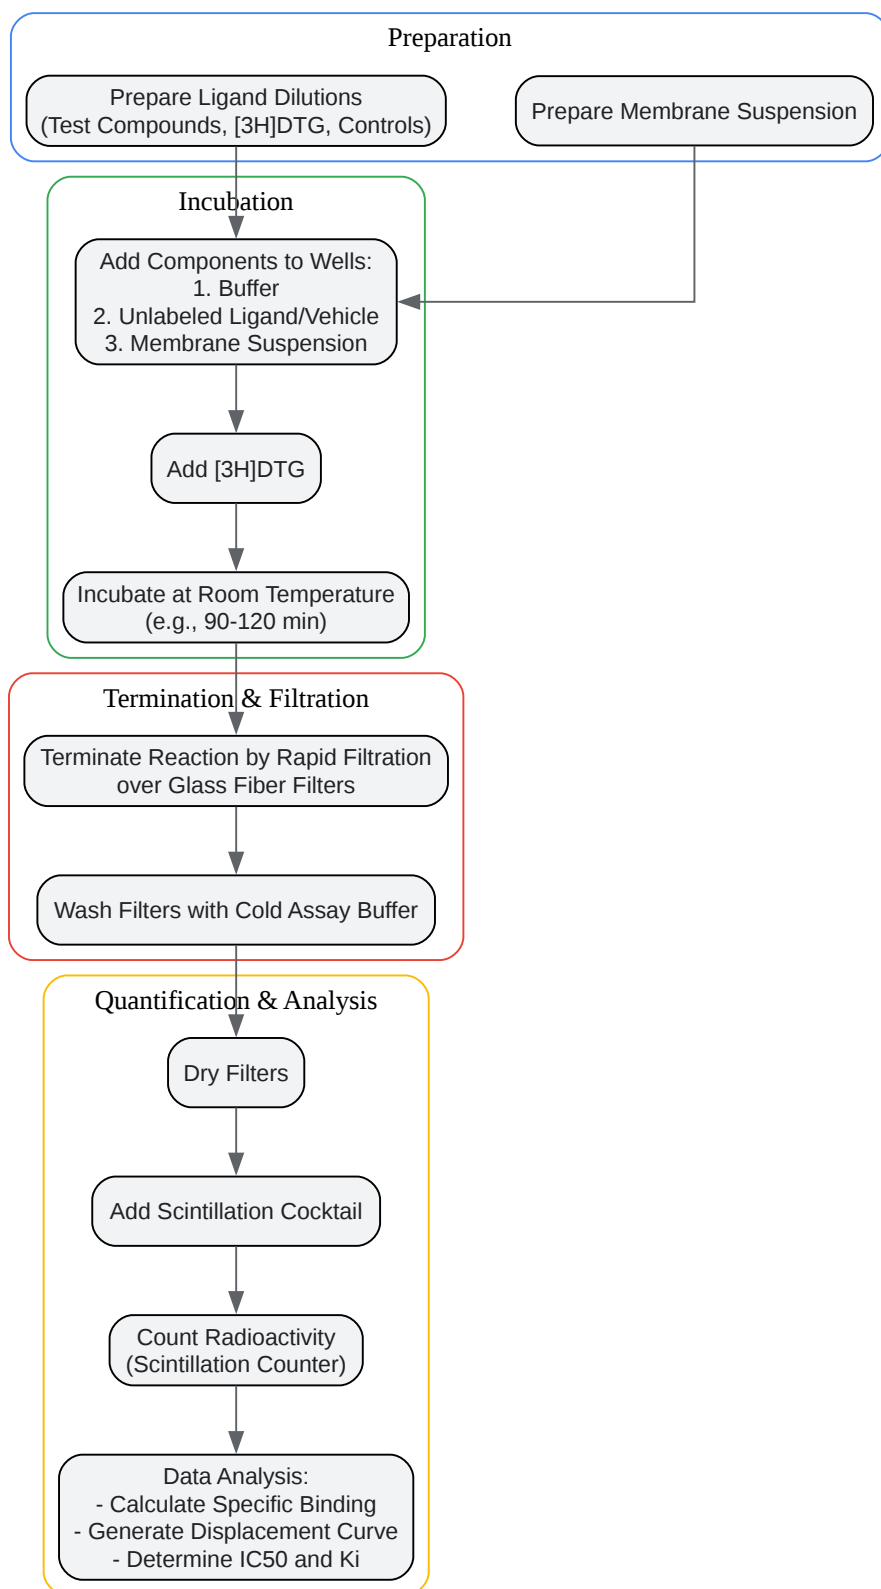 Preparation
Prepare Ligand Dilutions
(Test Compounds, [3H]DTG, Controls)
Prepare Membrane Suspension
Incubation
Add Components to Wells:
1. Buffer
2. Unlabeled Ligand/Vehicle
3. Membrane Suspension
Add [3H]DTG
Incubate at Room Temperature
(e.g., 90-120 min)
Termination & Filtration
Terminate Reaction by Rapid Filtration
over Glass Fiber Filters
Wash Filters with Cold Assay Buffer
Quantification & Analysis
Dry Filters
Add Scintillation Cocktail
Count Radioactivity
(Scintillation Counter)
Data Analysis:
- Calculate Specific Binding
- Generate Displacement Curve
- Determine IC50 and Ki